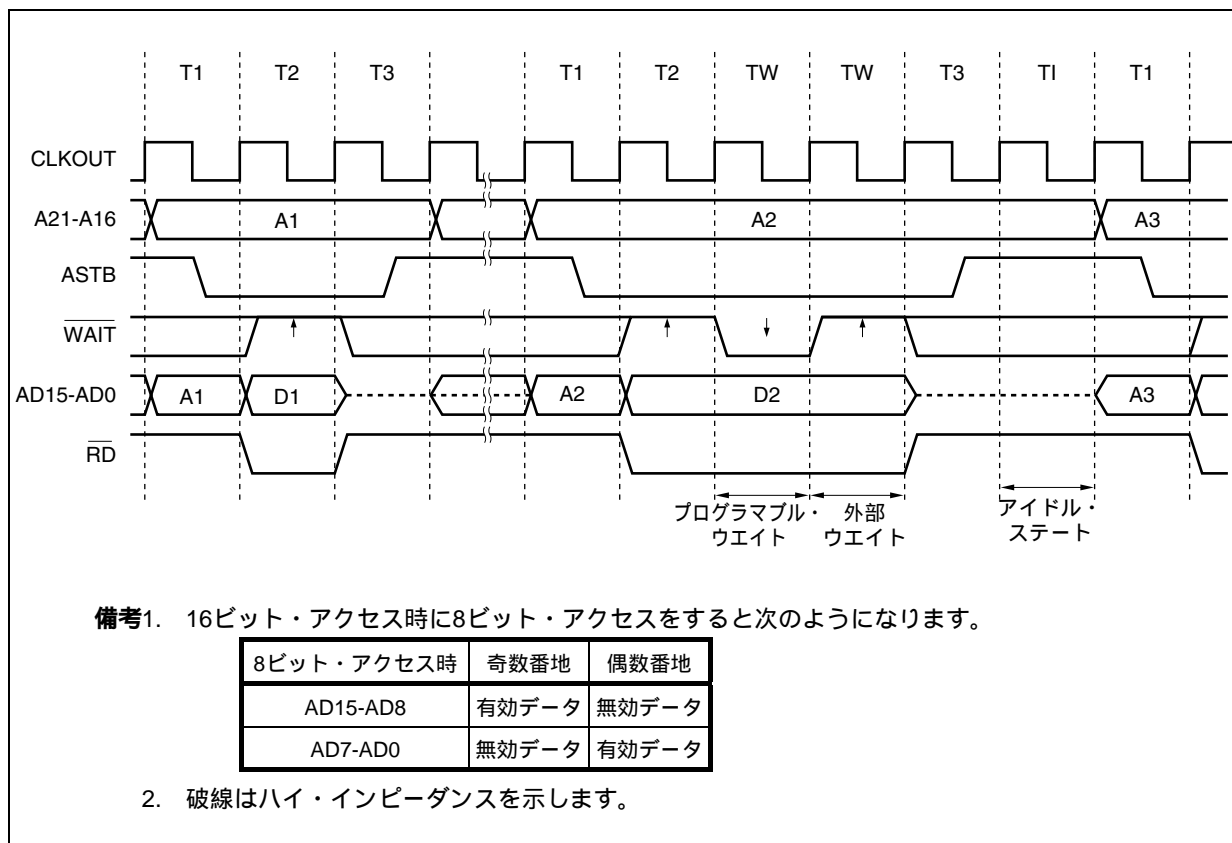 T1 T2 T3 T1 T2 TW TW T3 TI T1
CLKOUT
A21-A16 A1 A2 A3
ASTB
WAIT
AD15-AD0 A1 D1 A2 D2 A3
RD
プログラマブル・ウエイト 外部ウエイト アイドル・ステート
備考1. 16ビット・アクセス時に8ビット・アクセスをすると次のようになります。
8ビット・アクセス時 奇数番地 偶数番地
AD15-AD8 有効データ 無効データ
AD7-AD0 無効データ 有効データ
2. 破線はハイ・インピーダンスを示します。